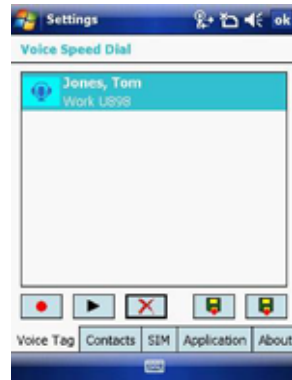 Settings
ok
Voice Speed Dial
Jones, Tom
Work U898
Voice Tag
Contacts
SIM
Application
About